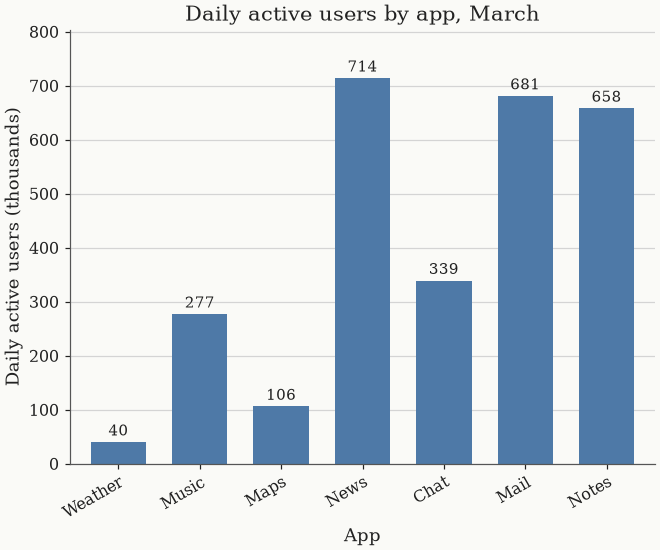 Daily active users by app, March
Daily active users (thousands)
800
700
600
500
400
300
200
100
0
40
277
106
714
339
681
658
Weather
Music
Maps
News
Chat
Mail
Notes
App